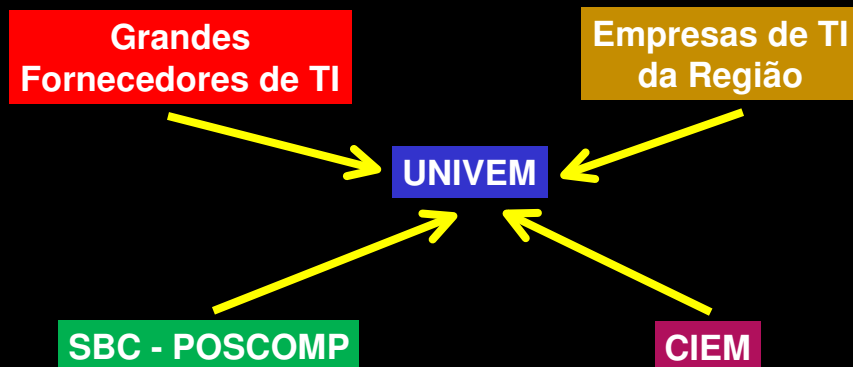 Grandes
Fornecedores de TI
Empresas de TI
da Região
UNIVEM
SBC - POSCOMP
CIEM